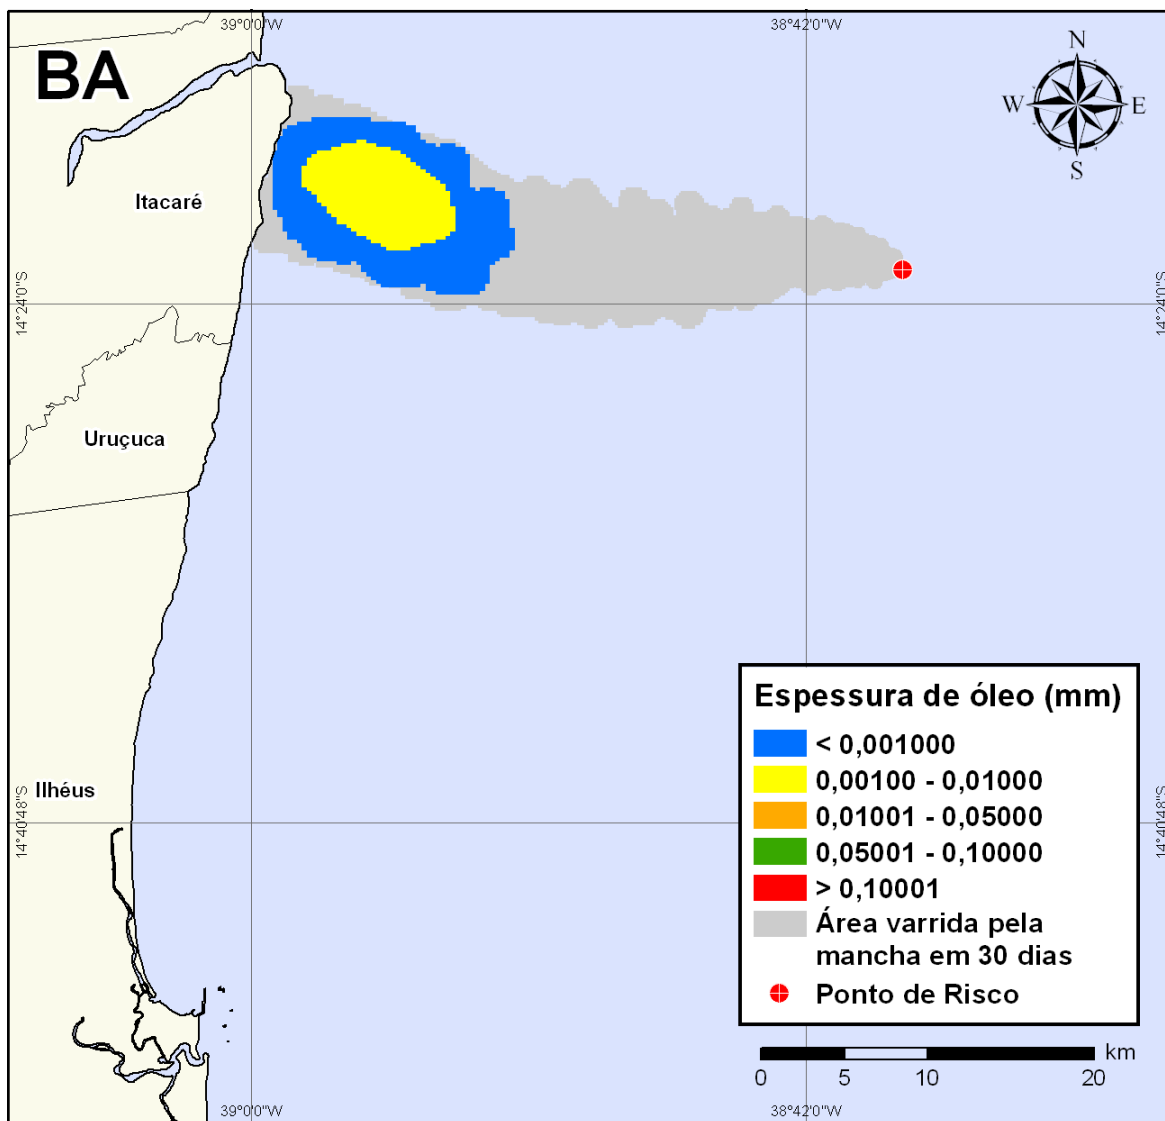 39°0'0"W
38°42'0"W
BA
N
W
E
S
Itacaré
14°24'0"S
14°24'0"S
Uruçuca
Espessura de óleo (mm)
< 0,001000
0,00100 - 0,01000
0,01001 - 0,05000
0,05001 - 0,10000
> 0,10001
Área varrida pela
mancha em 30 dias
Ponto de Risco
Ilhéus
14°40'48"S
14°40'48"S
km
0 5 10 20
39°0'0"W
38°42'0"W